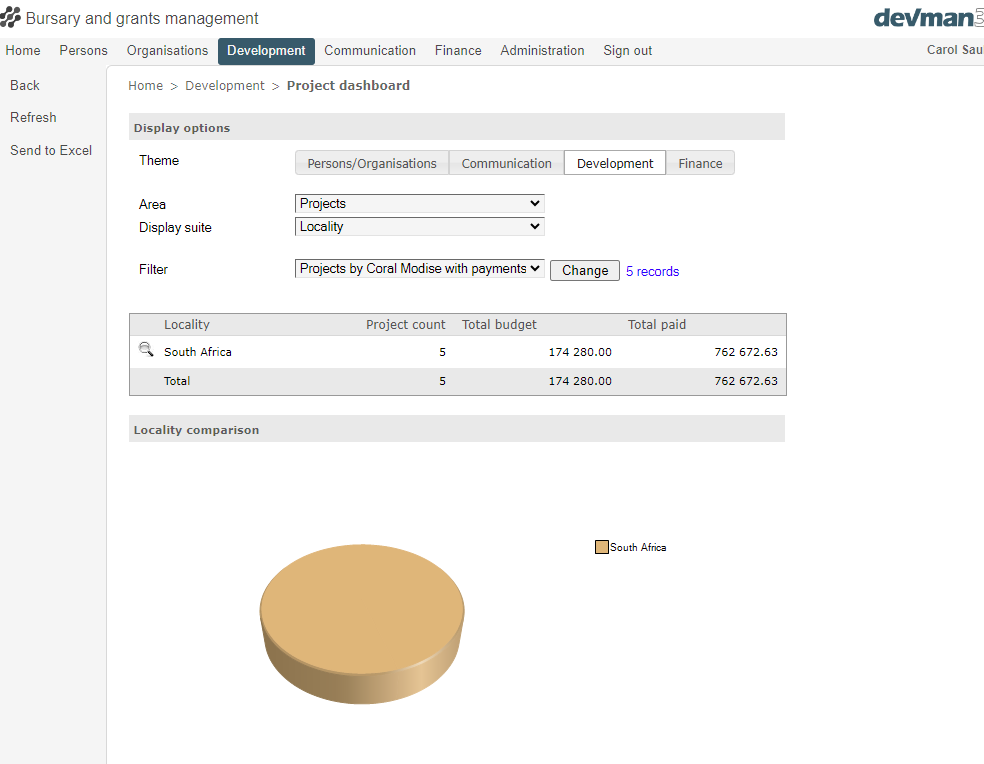 Bursary and grants management
devman
Home Persons Organisations Development Communication Finance Administration Sign out Carol Sau
Back
Refresh
Send to Excel
Home > Development > Project dashboard
Display options
Theme Persons/Organisations Communication Development Finance
Area Projects
Display suite Locality
Filter Projects by Coral Modise with payments Change 5 records
Locality Project count Total budget Total paid
South Africa 5 174 280.00 762 672.63
Total 5 174 280.00 762 672.63
Locality comparison
South Africa